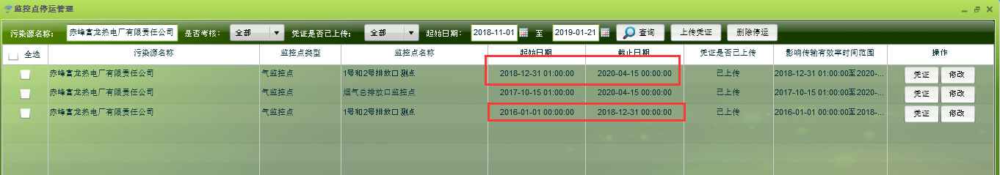 监控点停运管理
污染源名称： 赤峰富龙热电厂有限责任公司 是否考核： 全部 凭证是否已上传： 全部 起始日期： 2018-11-01 至 2019-01-21 查询 上传凭证 删除停运
全选 污染源名称 监控点类型 监控点名称 起始日期 截止日期 凭证是否已上传 影响传输有效率时间范围 操作
赤峰富龙热电厂有限责任公司 气监控点 1号和2号排放口测点 2018-12-31 01:00:00 2020-04-15 00:00:00 已上传 2018-12-31 01:00:00至2020-... 凭证 修改
赤峰富龙热电厂有限责任公司 气监控点 烟气总排放口监控点 2017-10-15 01:00:00 2020-04-15 00:00:00 已上传 2017-10-15 01:00:00至2020-... 凭证 修改
赤峰富龙热电厂有限责任公司 气监控点 1号和2号排放口测点 2016-01-01 00:00:00 2018-12-31 00:00:00 已上传 2016-01-01 00:00:00至2018-... 凭证 修改